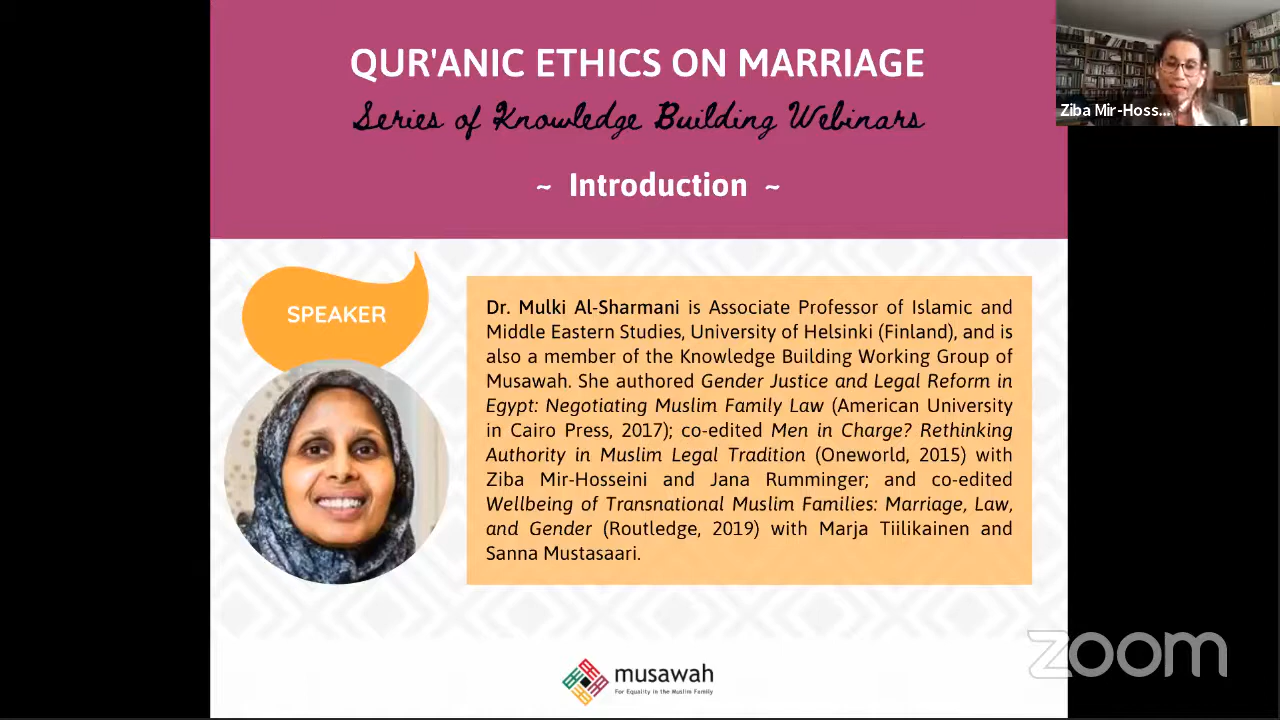 QUR'ANIC ETHICS ON MARRIAGE
Series of Knowledge Building Webinars
~ Introduction ~
Ziba Mir-Hoss...
SPEAKER
Dr. Mulki Al-Sharmani is Associate Professor of Islamic and
Middle Eastern Studies, University of Helsinki (Finland), and is
also a member of the Knowledge Building Working Group of
Musawah. She authored Gender Justice and Legal Reform in
Egypt: Negotiating Muslim Family Law (American University
in Cairo Press, 2017); co-edited Men in Charge? Rethinking
Authority in Muslim Legal Tradition (Oneworld, 2015) with
Ziba Mir-Hosseini and Jana Rumminger; and co-edited
Wellbeing of Transnational Muslim Families: Marriage, Law,
and Gender (Routledge, 2019) with Marja Tiilikainen and
Sanna Mustasaari.
zoom
musawah
For Equality in the Muslim Family